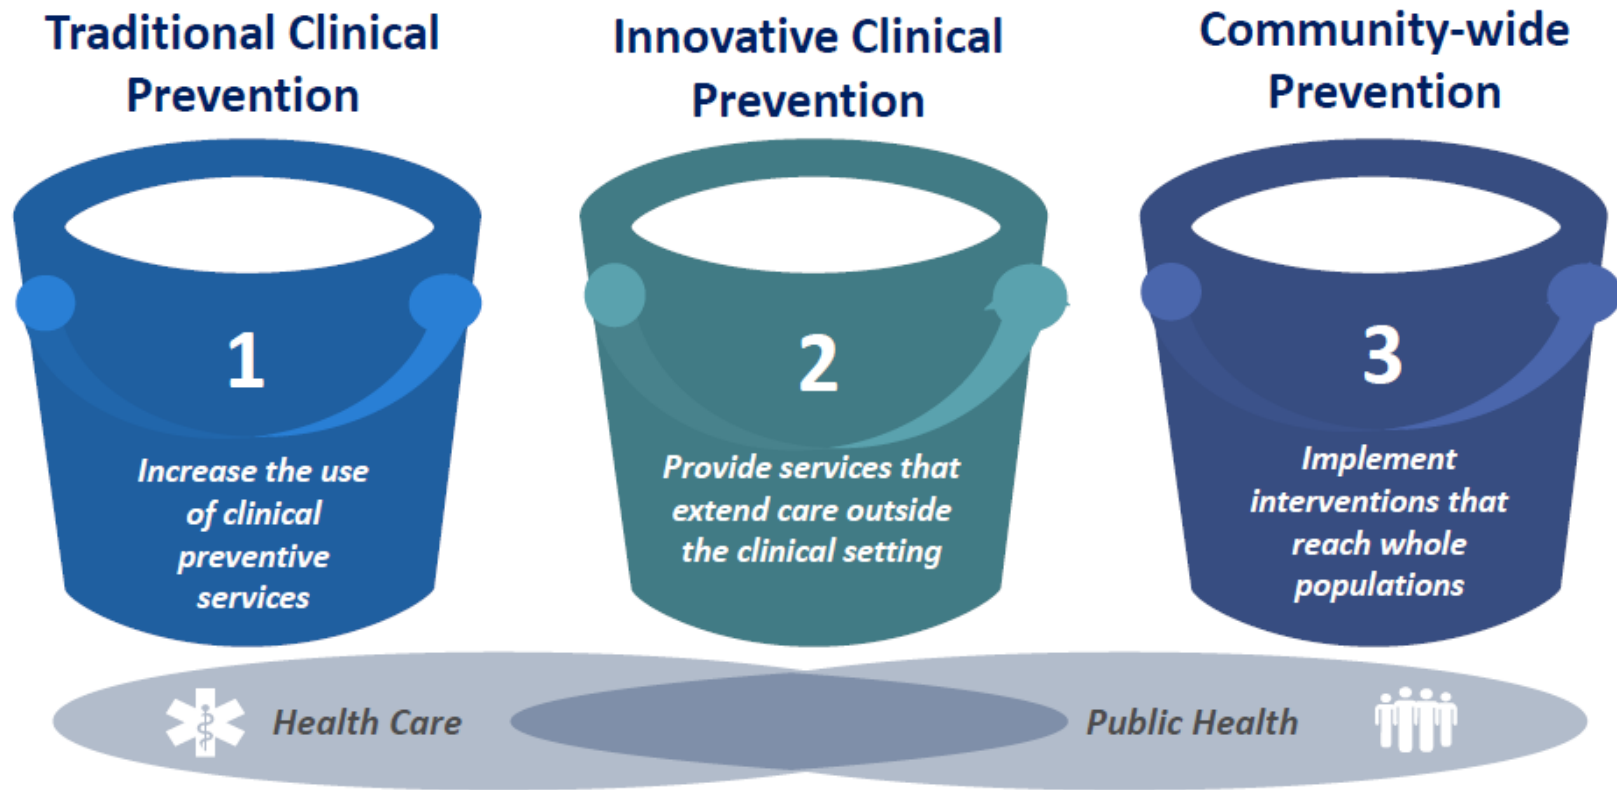 Traditional Clinical
Prevention
Innovative Clinical
Prevention
Community-wide
Prevention
1
Increase the use
of clinical
preventive
services
2
Provide services that
extend care outside
the clinical setting
3
Implement
interventions that
reach whole
populations
Health Care
Public Health